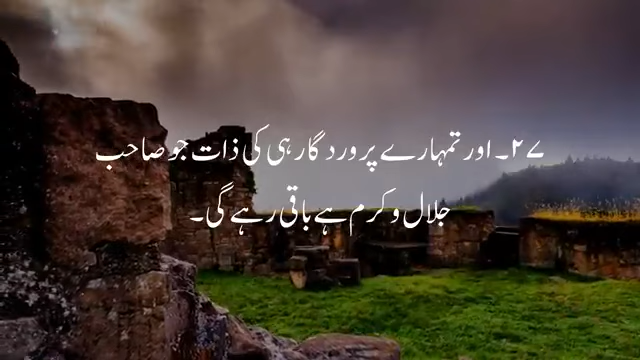 ۲۷۔ اور تمہارے پروردگار ہی کی ذات جو صاحب
جلال و کرم ہے باقی رہے گی۔